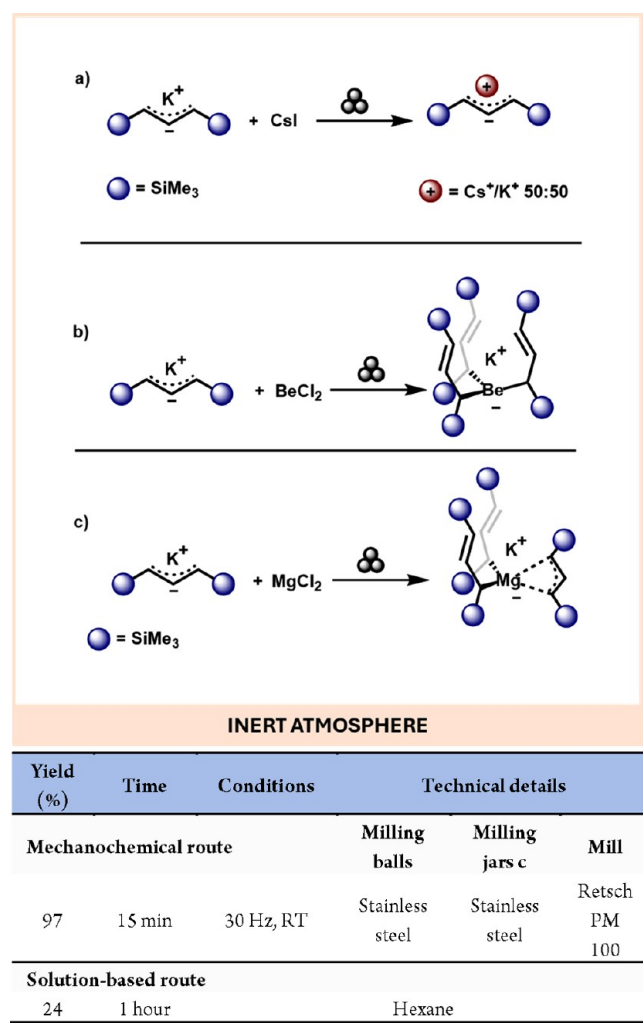 a)
K+
−
+ CsI
+
−
= SiMe3
+ = Cs+/K+ 50:50
b)
K+
−
+ BeCl2
K+
Be
−
c)
K+
−
+ MgCl2
K+
Mg
−
= SiMe3
INERT ATMOSPHERE
Yield (%) Time Conditions Technical details
Mechanochemical route Milling balls Milling jars c Mill
97 15 min 30 Hz, RT Stainless steel Stainless steel Retsch PM 100
Solution-based route
24 1 hour Hexane